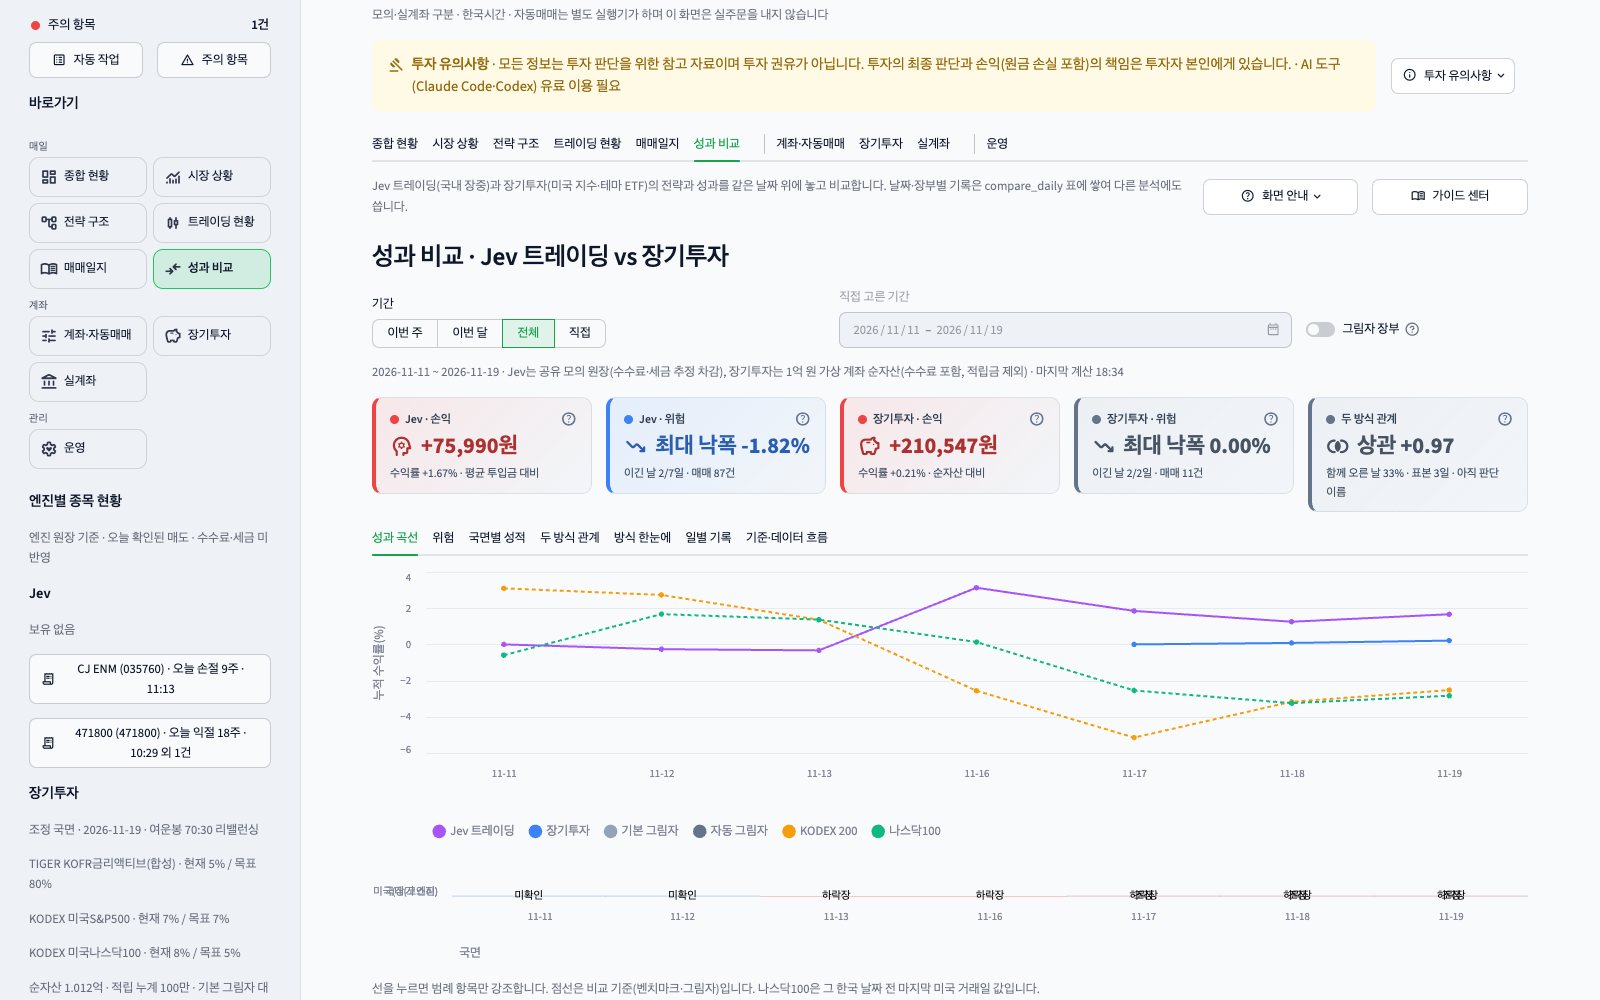 주의 항목 1건
자동 작업 주의 항목
바로가기
매일
종합 현황 시장 상황
전략 구조 트레이딩 현황
매매일지 성과 비교
계좌
계좌·자동매매 장기투자
실계좌
관리
운영
엔진별 종목 현황
엔진 원장 기준 · 오늘 확인된 매도 · 수수료·세금 미
반영
Jev
보유 없음
CJ ENM (035760) · 오늘 손절 9주 ·
11:13
471800 (471800) · 오늘 익절 18주 ·
10:29 외 1건
장기투자
조정 국면 · 2026-11-19 · 여운봉 70:30 리밸런싱
TIGER KOFR금리액티브(합성) · 현재 5% / 목표
80%
KODEX 미국S&P500 · 현재 7% / 목표 7%
KODEX 미국나스닥100 · 현재 8% / 목표 5%
순자산 1.012억 · 적립 누계 100만 · 기본 그림자 대
모의·실계좌 구분 · 한국시간 · 자동매매는 별도 실행기가 하며 이 화면은 실주문을 내지 않습니다
투자 유의사항 · 모든 정보는 투자 판단을 위한 참고 자료이며 투자 권유가 아닙니다. 투자의 최종 판단과 손익(원금 손실 포함)의 책임은 투자자 본인에게 있습니다. · AI 도구
(Claude Code·Codex) 유료 이용 필요
투자 유의사항
종합 현황 시장 상황 전략 구조 트레이딩 현황 매매일지 성과 비교 계좌·자동매매 장기투자 실계좌 운영
Jev 트레이딩(국내 장중)과 장기투자(미국 지수·테마 ETF)의 전략과 성과를 같은 날짜 위에 놓고 비교합니다. 날짜·장부별 기록은 compare_daily 표에 쌓여 다른 분석에도
씁니다.
화면 안내 가이드 센터
성과 비교 · Jev 트레이딩 vs 장기투자
기간
이번 주 이번 달 전체 직접
직접 고른 기간
2026 / 11 / 11 – 2026 / 11 / 19
그림자 장부
2026-11-11 ~ 2026-11-19 · Jev는 공유 모의 원장(수수료·세금 추정 차감), 장기투자는 1억 원 가상 계좌 순자산(수수료 포함, 적립금 제외) · 마지막 계산 18:34
Jev · 손익
+75,990원
수익률 +1.67% · 평균 투입금 대비
Jev · 위험
최대 낙폭 -1.82%
이긴 날 2/7일 · 매매 87건
장기투자 · 손익
+210,547원
수익률 +0.21% · 순자산 대비
장기투자 · 위험
최대 낙폭 0.00%
이긴 날 2/2일 · 매매 11건
두 방식 관계
상관 +0.97
함께 오른 날 33% · 표본 3일 · 아직 판단
이름
성과 곡선 위험 국면별 성적 두 방식 관계 방식 한눈에 일별 기록 기준·데이터 흐름
누적 수익률(%)
4
2
0
−2
−4
−6
11-11 11-12 11-13 11-16 11-17 11-18 11-19
Jev 트레이딩 장기투자 기본 그림자 자동 그림자 KODEX 200 나스닥100
미확인 미확인 하락장 하락장
11-11 11-12 11-13 11-16 11-17 11-18 11-19
국면
선을 누르면 범례 항목만 강조합니다. 점선은 비교 기준(벤치마크·그림자)입니다. 나스닥100은 그 한국 날짜 전 마지막 미국 거래일 값입니다.